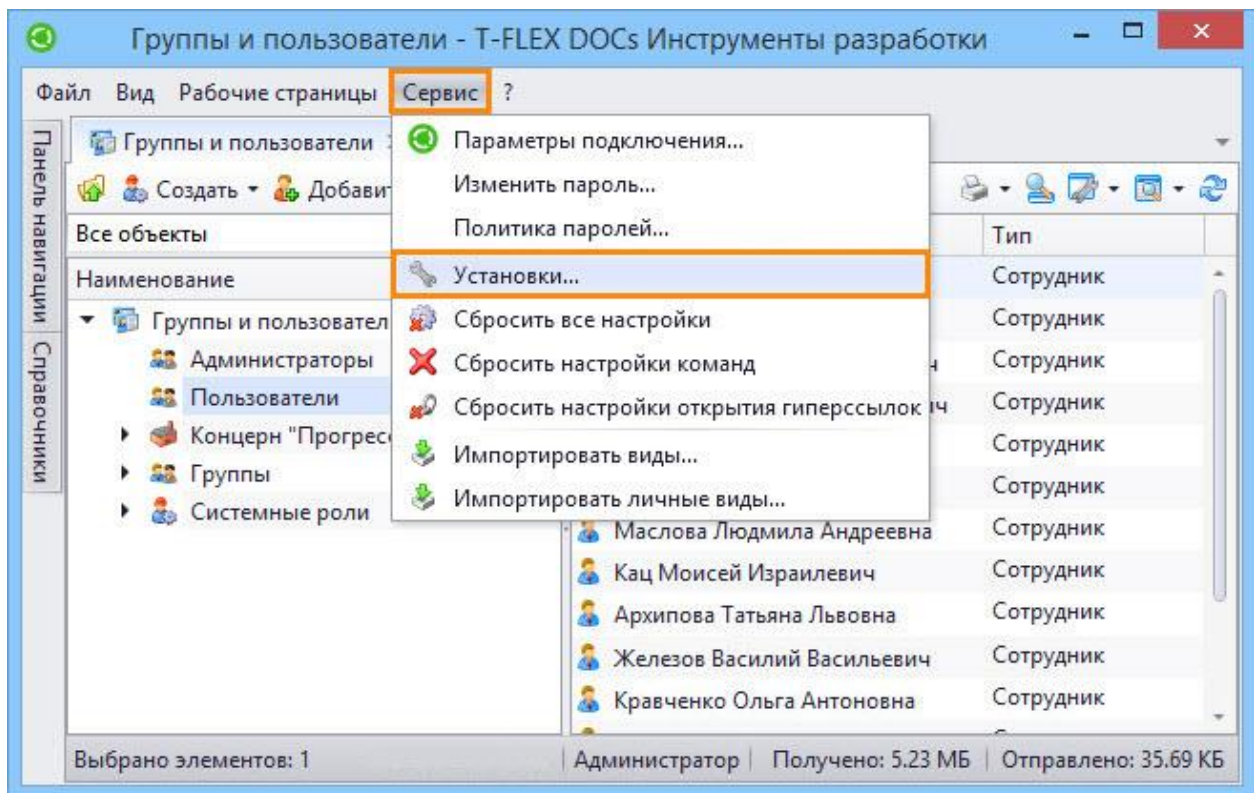 Группы и пользователи - T-FLEX DOCs Инструменты разработки
Файл Вид Рабочие страницы Сервис ?
Панель навигации
Справочники
Группы и пользователи
Параметры подключения...
Создать
Изменить пароль...
Все объекты
Политика паролей...
Тип
Наименование
Установки...
Сотрудник
Сбросить все настройки
Сотрудник
Администраторы
Сбросить настройки команд
Сотрудник
Пользователи
Сбросить настройки открытия гиперссылок
Сотрудник
Концерн
Импортировать виды...
Сотрудник
Группы
Импортировать личные виды...
Сотрудник
Системные роли
Маслова Людмила Андреевна Сотрудник
Кац Моисей Израилевич Сотрудник
Архипова Татьяна Львовна Сотрудник
Железов Василий Васильевич Сотрудник
Кравченко Ольга Антоновна Сотрудник
Выбрано элементов: 1 Администратор Получено: 5.23 МБ Отправлено: 35.69 КБ